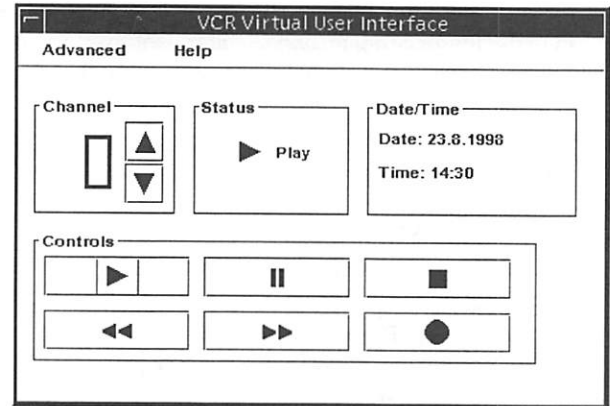 VCR Virtual User Interface
Advanced Help
Channel
0
Status
Play
Date/Time
Date: 23.8.1998
Time: 14:30
Controls